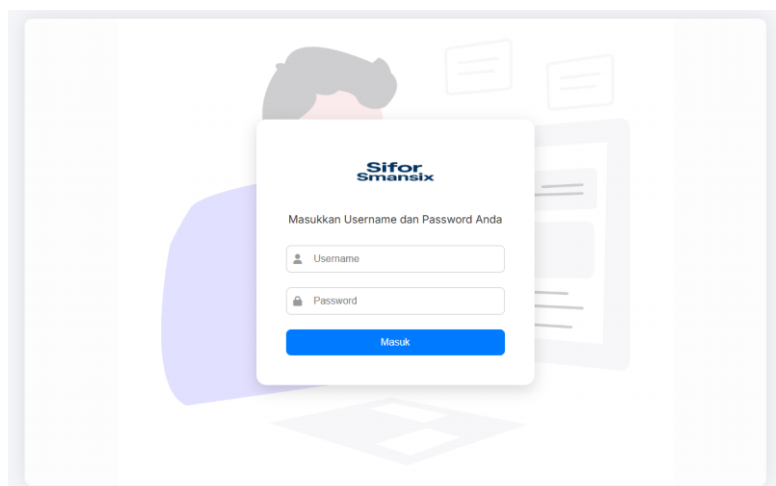 Sifor
Smansix
Masukkan Username dan Password Anda
Username
Password
Masuk